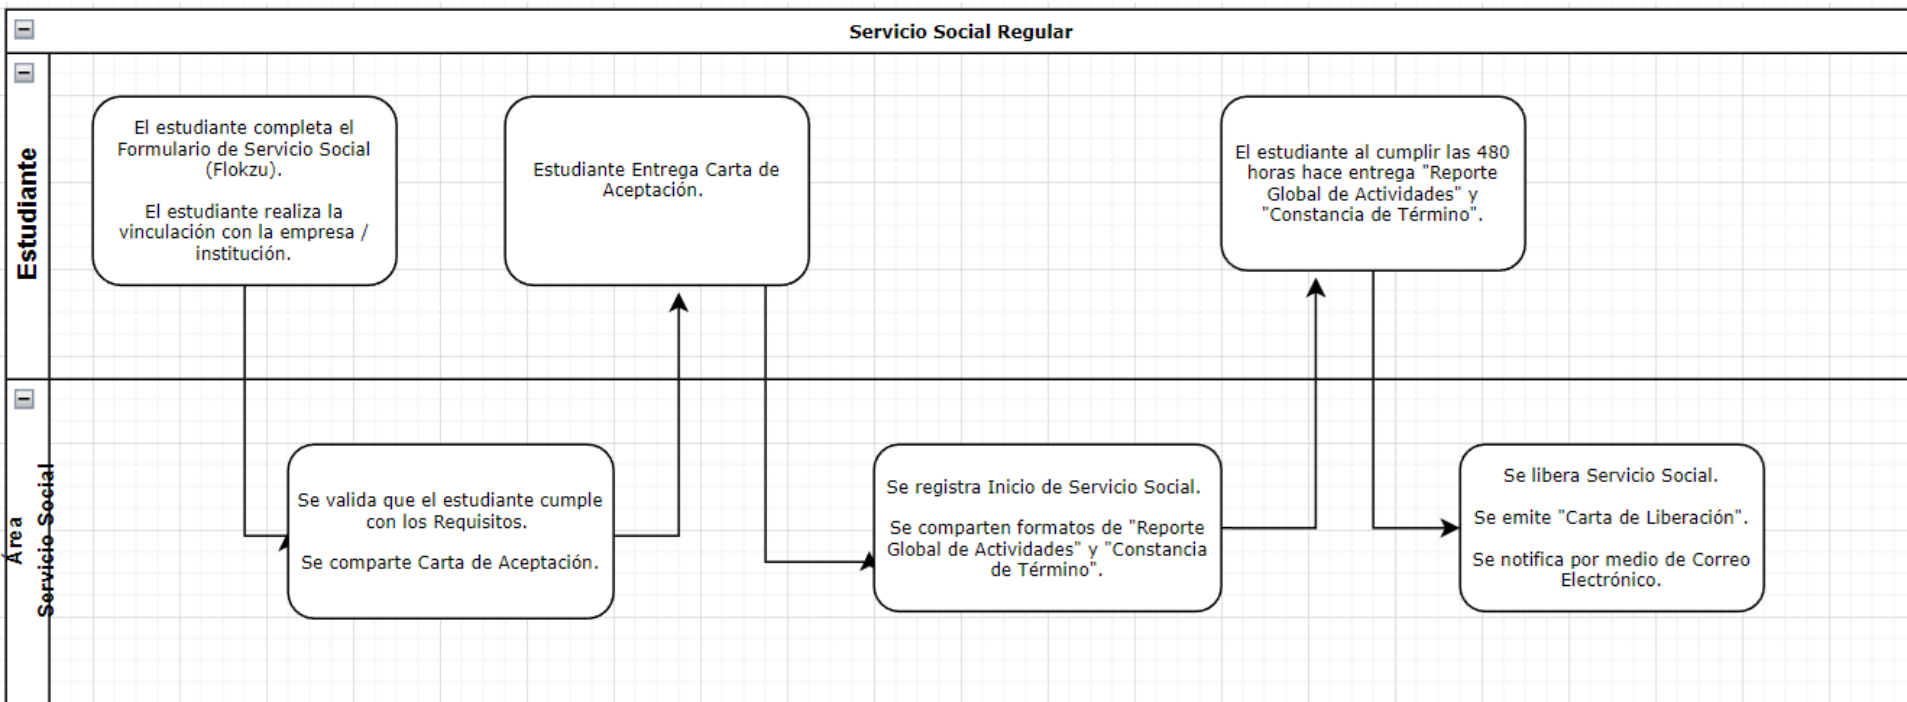 Servicio Social Regular
Estudiante
El estudiante completa el
Formulario de Servicio Social
(Flokzu).
El estudiante realiza la
vinculación con la empresa /
institución.
Estudiante Entrega Carta de
Aceptación.
El estudiante al cumplir las 480
horas hace entrega "Reporte
Global de Actividades" y
"Constancia de Término".
Área
Servicio Social
Se valida que el estudiante cumple
con los Requisitos.
Se comparte Carta de Aceptación.
Se registra Inicio de Servicio Social.
Se comparten formatos de "Reporte
Global de Actividades" y "Constancia
de Término".
Se libera Servicio Social.
Se emite "Carta de Liberación".
Se notifica por medio de Correo
Electrónico.